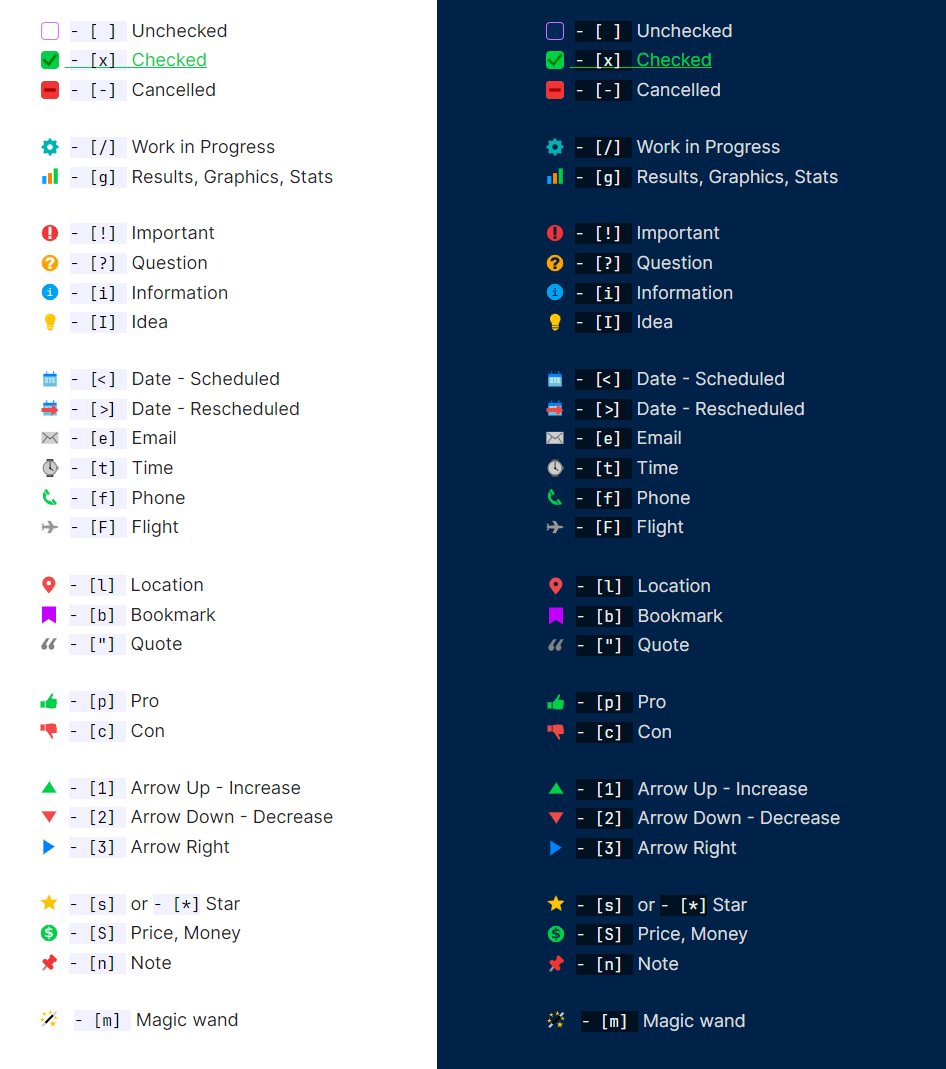 - [ ] Unchecked
- [x] Checked
- [-] Cancelled
- [/] Work in Progress
- [g] Results, Graphics, Stats
- [!] Important
- [?] Question
- [i] Information
- [I] Idea
- [<] Date - Scheduled
- [>] Date - Rescheduled
- [e] Email
- [t] Time
- [f] Phone
- [F] Flight
- [l] Location
- [b] Bookmark
- ["] Quote
- [p] Pro
- [c] Con
- [1] Arrow Up - Increase
- [2] Arrow Down - Decrease
- [3] Arrow Right
- [s] or - [*] Star
- [S] Price, Money
- [n] Note
- [m] Magic wand
- [ ] Unchecked
- [x] Checked
- [-] Cancelled
- [/] Work in Progress
- [g] Results, Graphics, Stats
- [!] Important
- [?] Question
- [i] Information
- [I] Idea
- [<] Date - Scheduled
- [>] Date - Rescheduled
- [e] Email
- [t] Time
- [f] Phone
- [F] Flight
- [l] Location
- [b] Bookmark
- ["] Quote
- [p] Pro
- [c] Con
- [1] Arrow Up - Increase
- [2] Arrow Down - Decrease
- [3] Arrow Right
- [s] or - [*] Star
- [S] Price, Money
- [n] Note
- [m] Magic wand